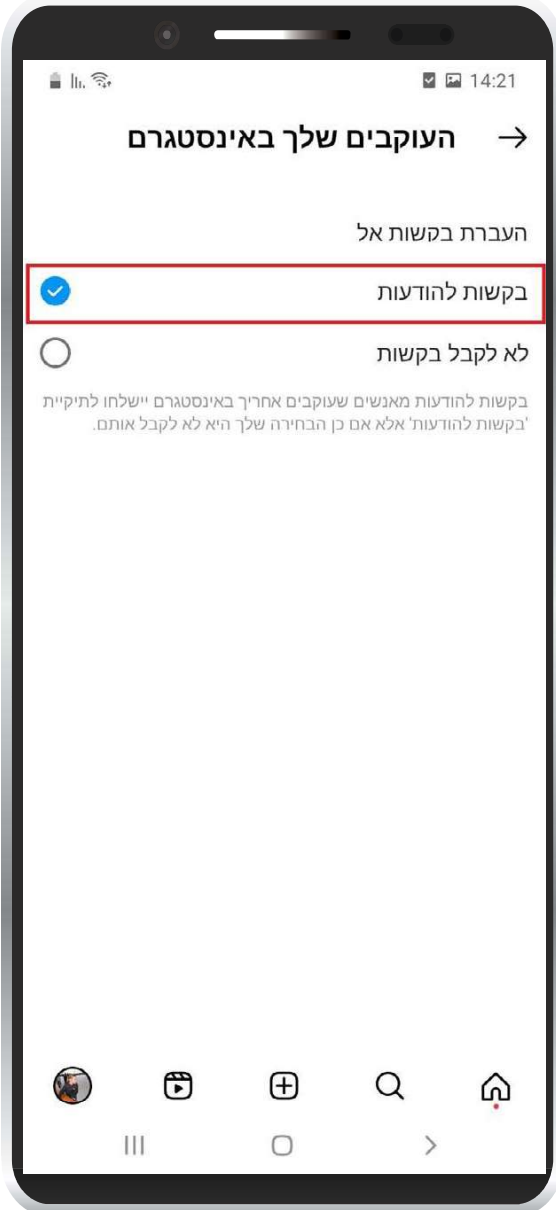 14:21
העוקבים שלך באינסטגרם
העברת בקשות אל
בקשות להודעות
לא לקבל בקשות
בקשות להודעות מאנשים שעוקבים אחריך באינסטגרם יישלחו לתיקיית
'בקשות להודעות' אלא אם כן הבחירה שלך היא לא לקבל אותם.